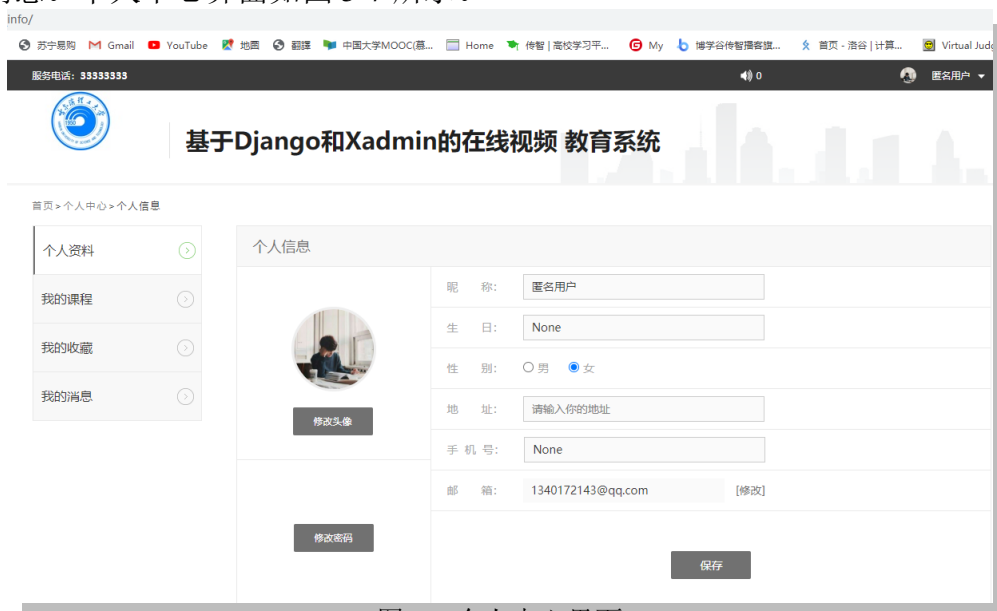 info/
苏宁易购 Gmail YouTube 地图 翻譯 中国大学MOOC(慕... Home 传智|高校学习平... My 博学谷传智播客旗... 首页 - 洛谷|计算... Virtual Judg
服务电话: 33333333 0 匿名用户
基于Django和Xadmin的在线视频 教育系统
首页>个人中心>个人信息
个人资料
我的课程
我的收藏
我的消息
个人信息
修改头像
修改密码
昵 称: 匿名用户
生 日: None
性 别: 男 女
地 址: 请输入你的地址
手 机 号: None
邮 箱: 1340172143@qq.com [修改]
保存